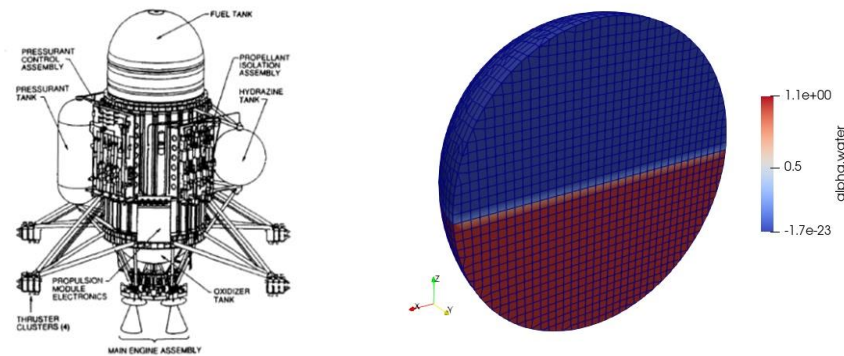 FUEL TANK
PRESSURANT
CONTROL
ASSEMBLY
PRESSURANT
TANK
PROPELLANT
ISOLATION
ASSEMBLY
HYDRAZINE
TANK
PROPULSION
MODULE
ELECTRONICS
OXIDIZER
TANK
THRUSTER
CLUSTERS (4)
MAIN ENGINE ASSEMBLY
1.1e+00
0.5
-1.7e-23
alpha.water
Z
X
Y